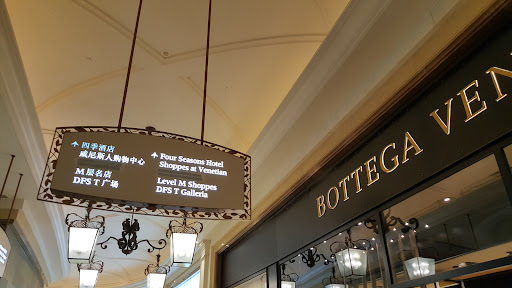 四季酒店
威尼斯人购物中心
M层名店
DFS T 广场
Four Seasons Hotel
Shoppes at Venetian
Level M Shoppes
DFS T Galleria
BOTTEGA VEN